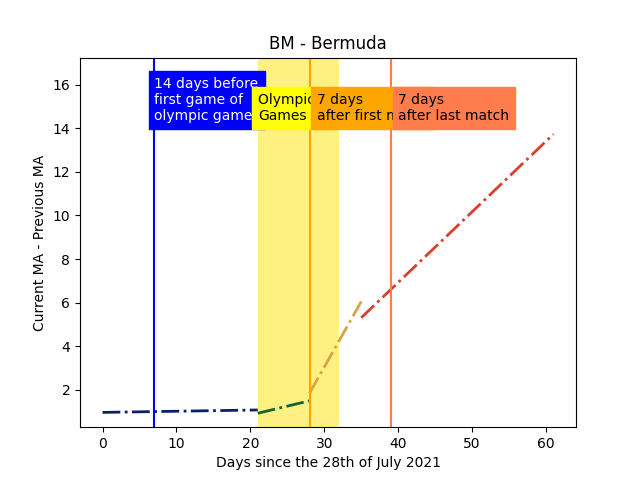 BM - Bermuda
14 days before
first game of
olympic game
Olympic
Games
7 days
after first m
7 days
after last match
Current MA - Previous MA
16
14
12
10
8
6
4
2
0 10 20 30 40 50 60
Days since the 28th of July 2021